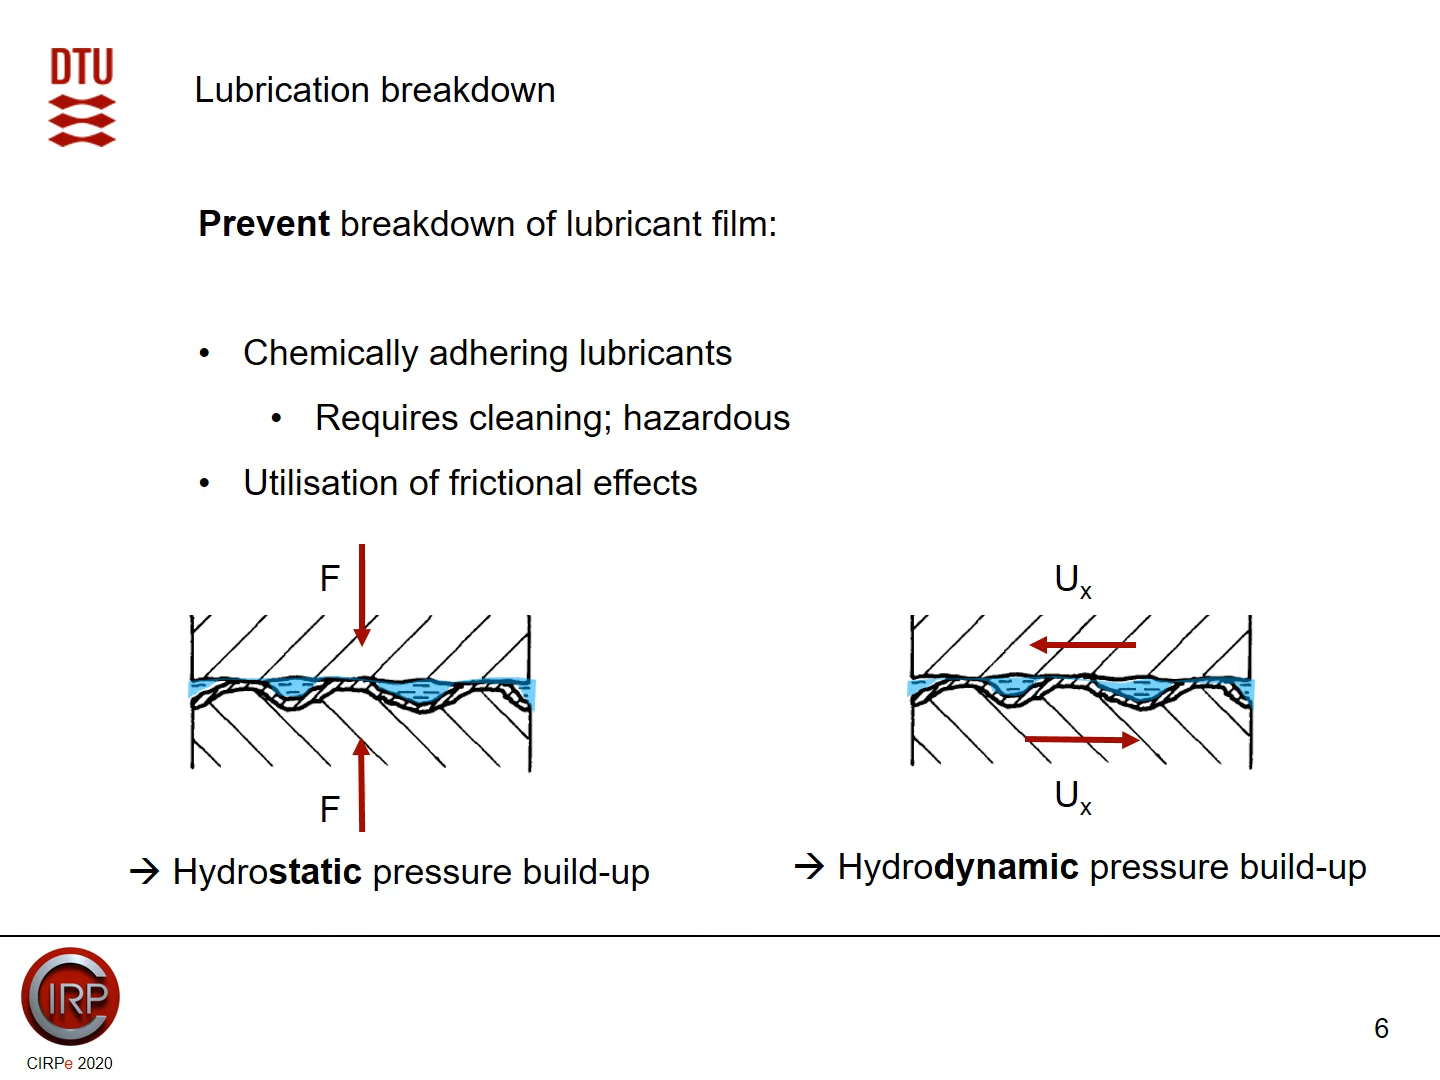 DTU
Lubrication breakdown
Prevent breakdown of lubricant film:
• Chemically adhering lubricants
• Requires cleaning; hazardous
• Utilisation of frictional effects
F
F
→ Hydrostatic pressure build-up
Ux
Ux
→ Hydrodynamic pressure build-up
CIRP
CIRPe 2020
6